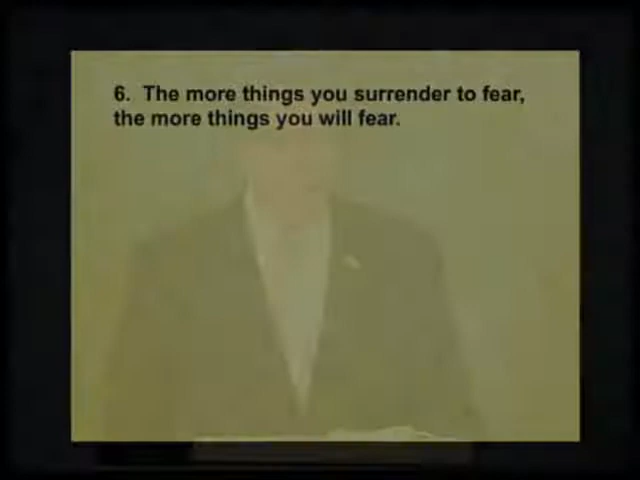 6. The more things you surrender to fear,
the more things you will fear.